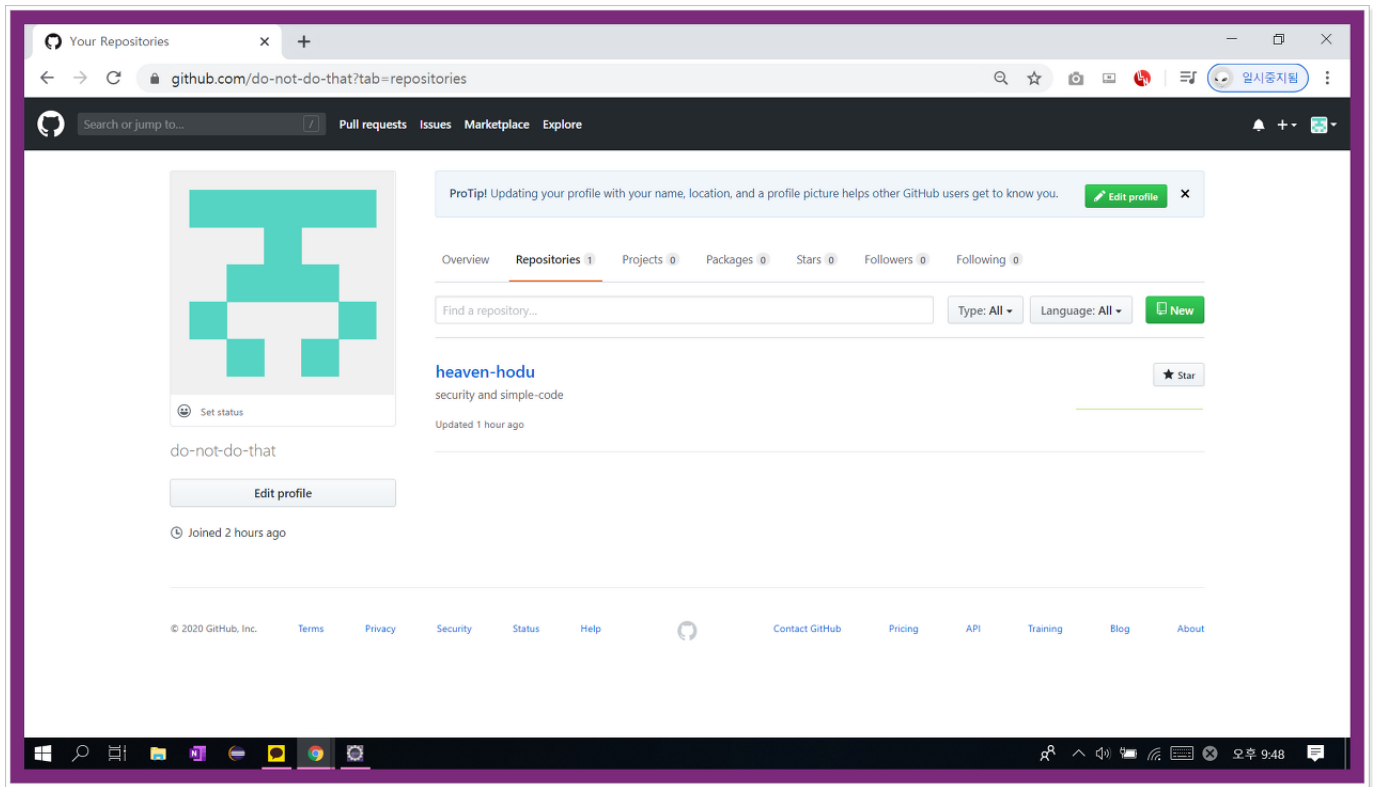 Your Repositories
github.com/do-not-do-that?tab=repositories
일시중지됨
Search or jump to...
/
Pull requests Issues Marketplace Explore
ProTip! Updating your profile with your name, location, and a profile picture helps other GitHub users get to know you.
Edit profile
Overview Repositories 1 Projects 0 Packages 0 Stars 0 Followers 0 Following 0
Find a repository...
Type: All
Language: All
New
heaven-hodu
Star
security and simple-code
Updated 1 hour ago
Set status
do-not-do-that
Edit profile
Joined 2 hours ago
© 2020 GitHub, Inc. Terms Privacy Security Status Help Contact GitHub Pricing API Training Blog About
오후 9:48